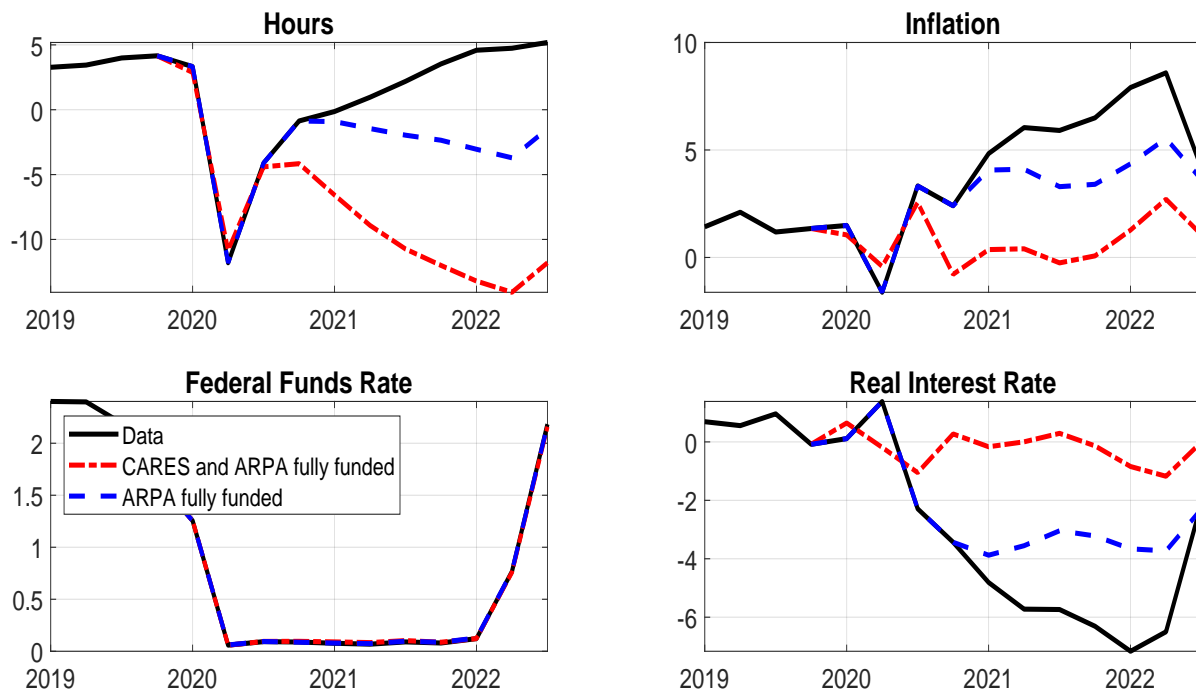 Hours
5
0
-5
-10
2019 2020 2021 2022
Inflation
10
5
0
2019 2020 2021 2022
Federal Funds Rate
2
1.5
1
0.5
0
Data
CARES and ARPA fully funded
ARPA fully funded
2019 2020 2021 2022
Real Interest Rate
0
-2
-4
-6
2019 2020 2021 2022